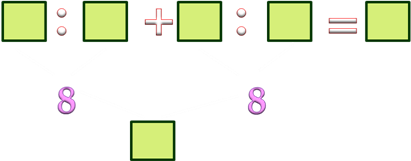 : + : =
8 8